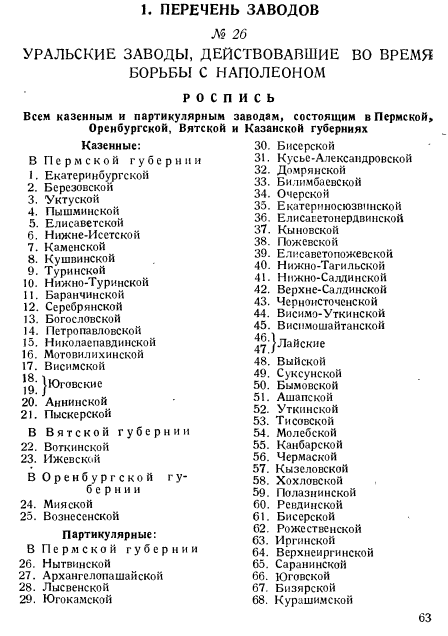 1. ПЕРЕЧЕНЬ ЗАВОДОВ
№ 26
УРАЛЬСКИЕ ЗАВОДЫ, ДЕЙСТВОВАВШИЕ ВО ВРЕМЯ
БОРЬБЫ С НАПОЛЕОНОМ
РОСПИСЬ
Всем казенным и партикулярным заводам, состоящим в Пермской,
Оренбургской, Вятской и Казанской губерниях
Казенные:
В Пермской губернии
1. Екатеринбургской
2. Березовской
3. Уктуской
4. Пышминской
5. Елисаветской
6. Нижне-Исетской
7. Каменской
8. Кушвинской
9. Туринской
10. Нижно-Туринской
11. Баранчинской
12. Серебрянской
13. Богословской
14. Петропавловской
15. Николаепавдинской
16. Мотовилихинской
17. Висимской
18. } Юговские
19.
20. Аннинской
21. Пыскерской
В Вятской губернии
22. Воткинской
23. Ижевской
В Оренбургской гу-
бернии
24. Мияской
25. Вознесенской
Партикулярные:
В Пермской губернии
26. Нытвинской
27. Архангелопашайской
28. Лысвенской
29. Югокамской
30. Бисерской
31. Кусье-Александровской
32. Домрянской
33. Билимбаевской
34. Очерской
35. Екатериносюзвинской
36. Елисаветонердвинской
37. Кыновской
38. Пожевской
39. Елисаветопожевской
40. Нижно-Тагильской
41. Нижно-Салдинской
42. Верхне-Салдинской
43. Черноисточенской
44. Висимо-Уткинской
45. Висимошайтанской
46. } Лайские
47.
48. Выйской
49. Суксунской
50. Бымовской
51. Ашапской
52. Уткинской
53. Тисовской
54. Молебской
55. Канбарской
56. Чермаской
57. Кызеловской
58. Хохловской
59. Полазнинской
60. Ревдинской
61. Бисерской
62. Рожественской
63. Иргинской
64. Верхнеиргинской
65. Саранинской
66. Юговской
67. Бизярской
68. Курашимской
63